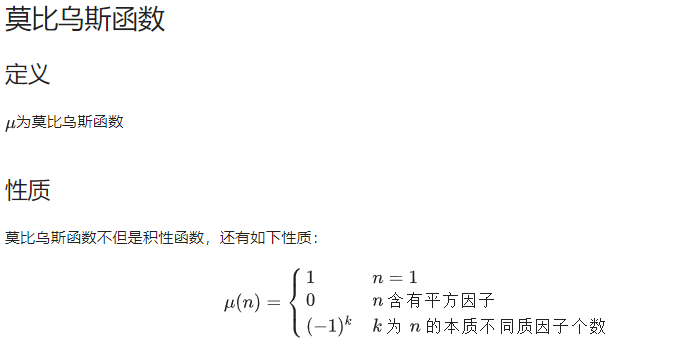 莫比乌斯函数
定义
μ为莫比乌斯函数
性质
莫比乌斯函数不但是积性函数，还有如下性质：
μ(n) = { 1 n = 1
0 n 含有平方因子
(−1)^k k 为 n 的本质不同质因子个数